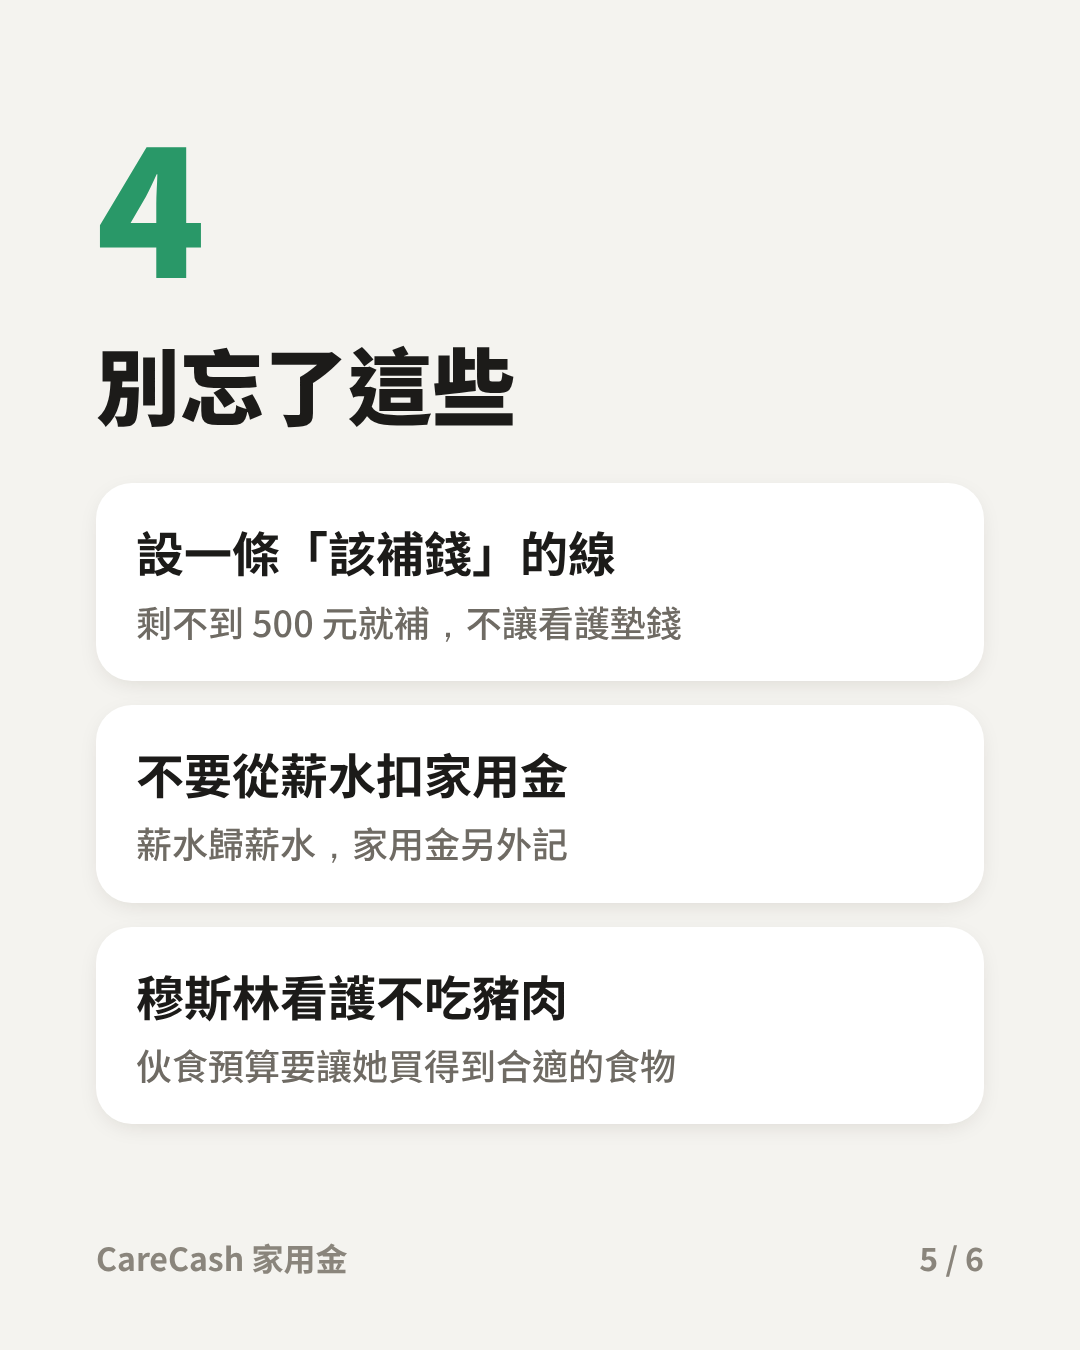 4
別忘了這些
設一條「該補錢」的線
剩不到 500 元就補，不讓看護墊錢
不要從薪水扣家用金
薪水歸薪水，家用金另外記
穆斯林看護不吃豬肉
伙食預算要讓她買得到合適的食物
CareCash 家用金
5 / 6